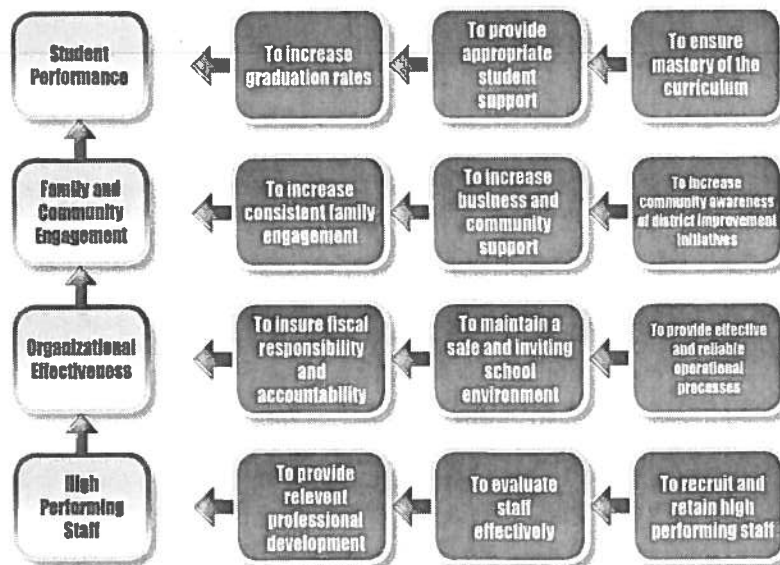 Student
Performance
To increase
graduation rates
To provide
appropriate
student
support
To ensure
mastery of the
curriculum
Family and
Community
Engagement
To increase
consistent family
engagement
To increase
business and
community
support
To increase
community awareness
of district improvement
initiatives
Organizational
Effectiveness
To insure fiscal
responsibility
and
accountability
To maintain a
safe and inviting
school
environment
To provide effective
and reliable
operational
processes
High
Performing
Staff
To provide
relevent
professional
development
To evaluate
staff
effectively
To recruit and
retain high
performing staff